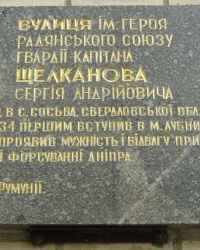 ВУЛИЦЯ ІМ. ГЕРОЯ
РАДЯНСЬКОГО СОЮЗУ
ГВАРДІЇ КАПІТАНА
ЩЕЛКАНОВА
СЕРГІЯ АНДРІЙОВИЧА
В С. СОСЬВА, СВЕРДЛОВСЬКОЇ ОБЛ
34 ПЕРШИМ ВСТУПИВ В М. ЛУБНИ
ПРОЯВИВ МУЖНІСТЬ І ВІДВАГУ ПРИ
ФОРСУВАННІ ДНІПРА.
РУМУНІЇ.